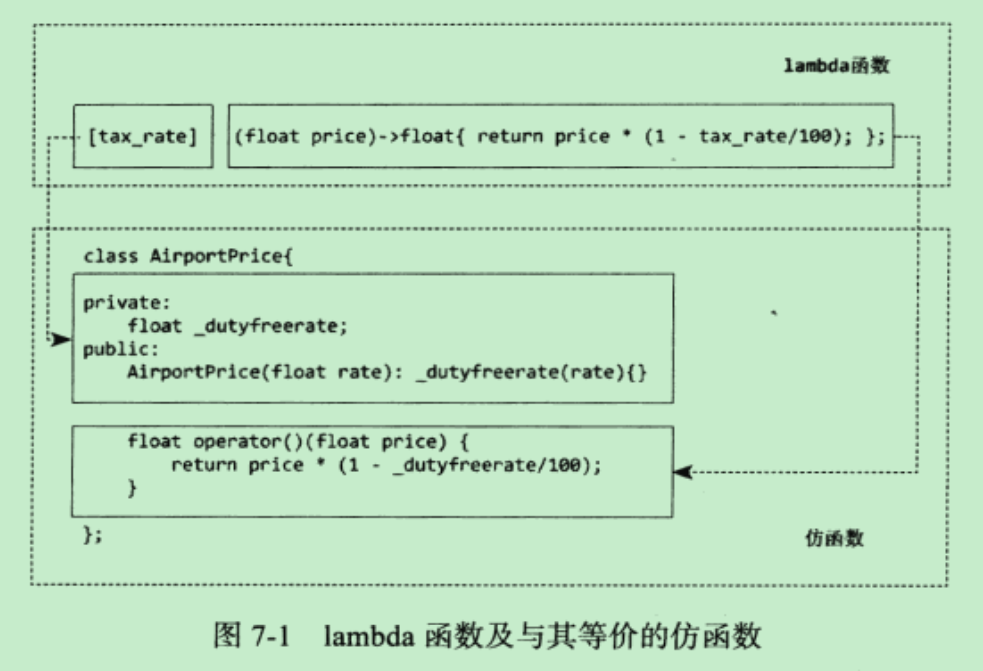 lambda函数
[tax_rate] (float price)->float{ return price * (1 - tax_rate/100); };
class AirportPrice{
private:
float _dutyfreerate;
public:
AirportPrice(float rate): _dutyfreerate(rate){}
float operator()(float price) {
return price * (1 - _dutyfreerate/100);
}
};
仿函数
图 7-1 lambda 函数及与其等价的仿函数